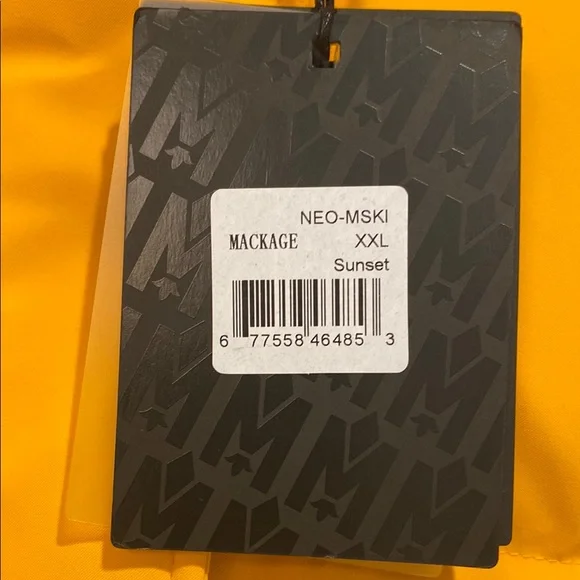 NEO-MSKI
MACKAGE XXL
Sunset
6 77558 46485 3